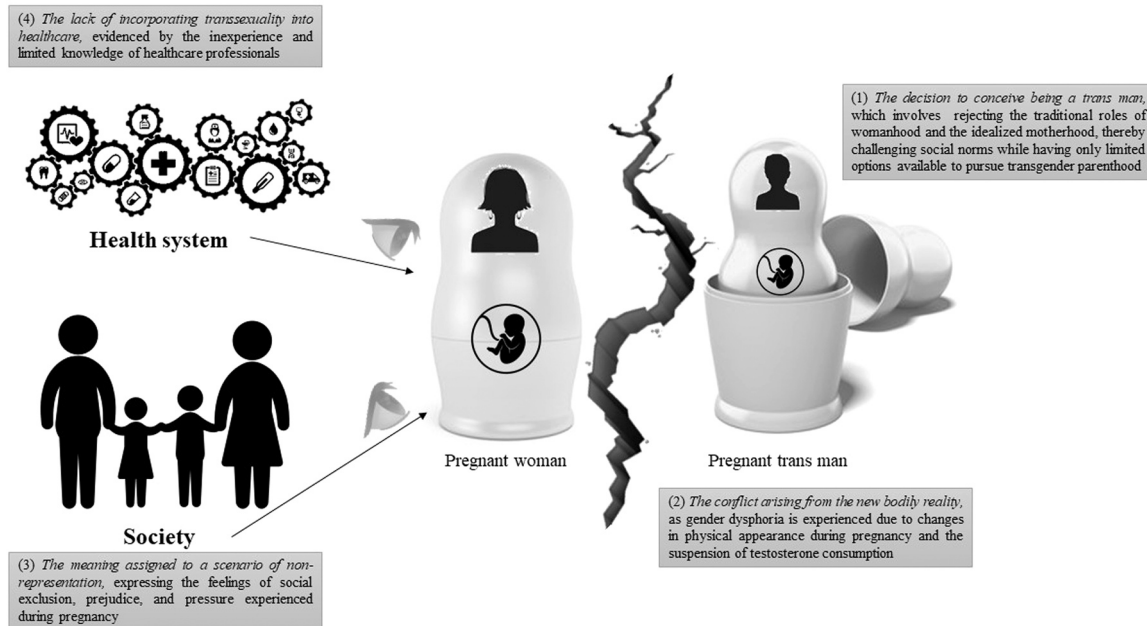 (4) The lack of incorporating transsexuality into
healthcare, evidenced by the inexperience and
limited knowledge of healthcare professionals
Health system
(1) The decision to conceive being a trans man,
which involves rejecting the traditional roles of
womanhood and the idealized motherhood, thereby
challenging social norms while having only limited
options available to pursue transgender parenthood
Pregnant woman
Pregnant trans man
(2) The conflict arising from the new bodily reality,
as gender dysphoria is experienced due to changes
in physical appearance during pregnancy and the
suspension of testosterone consumption
Society
(3) The meaning assigned to a scenario of non-
representation, expressing the feelings of social
exclusion, prejudice, and pressure experienced
during pregnancy